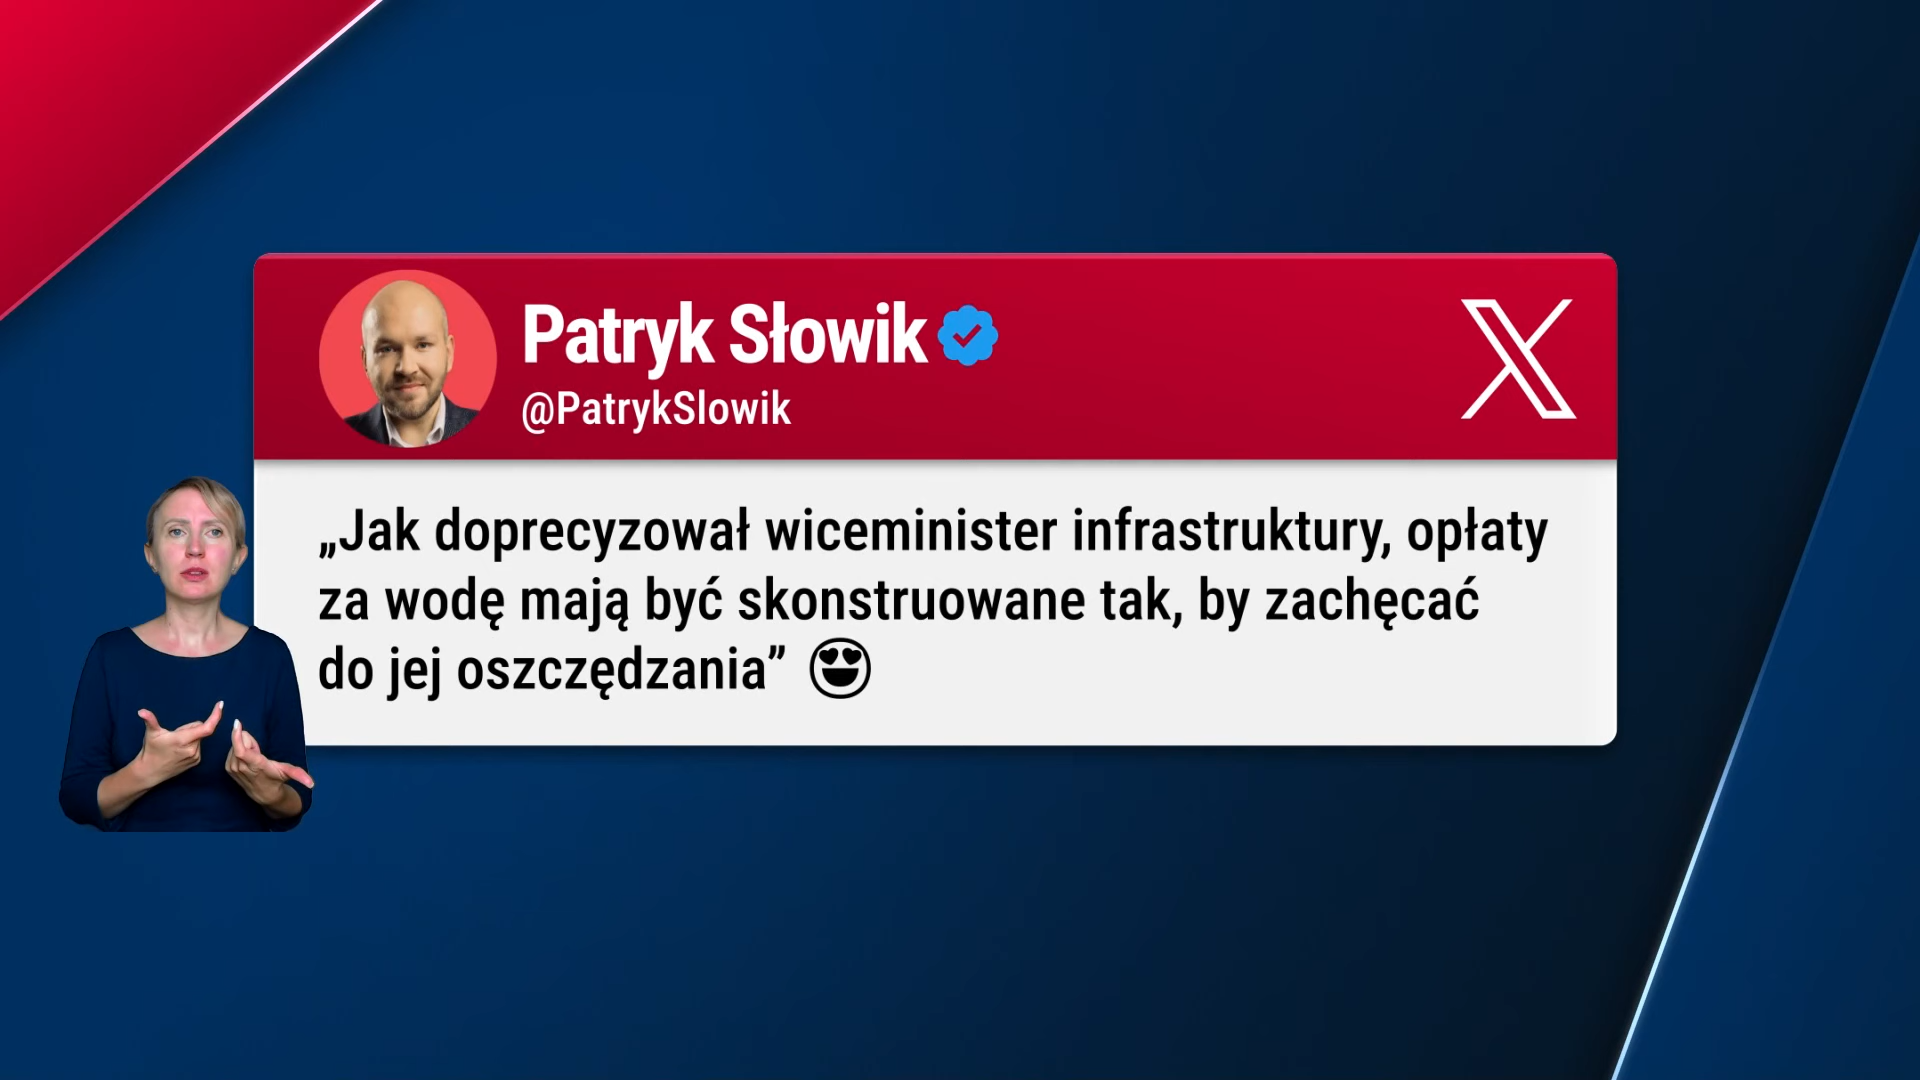 Patryk Słowik
@PatrykSlowik
„Jak doprecyzował wiceminister infrastruktury, opłaty
za wodę mają być skonstruowane tak, by zachęcać
do jej oszczędzania” 😍